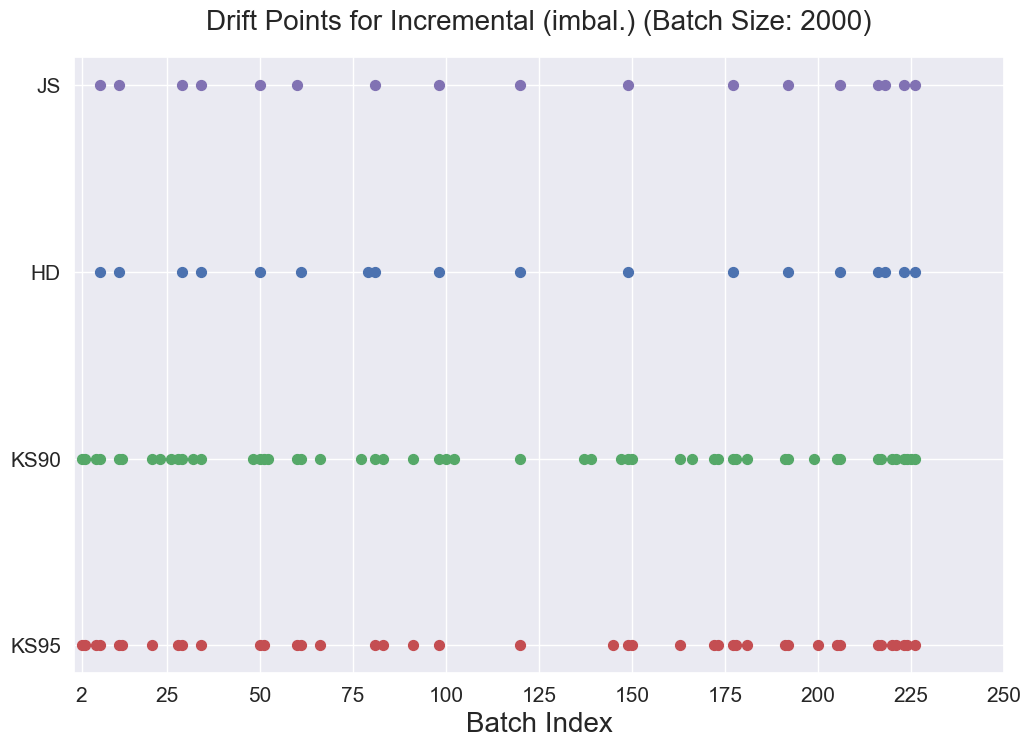 Drift Points for Incremental (imbal.) (Batch Size: 2000)
JS
HD
KS90
KS95
2 25 50 75 100 125 150 175 200 225 250
Batch Index